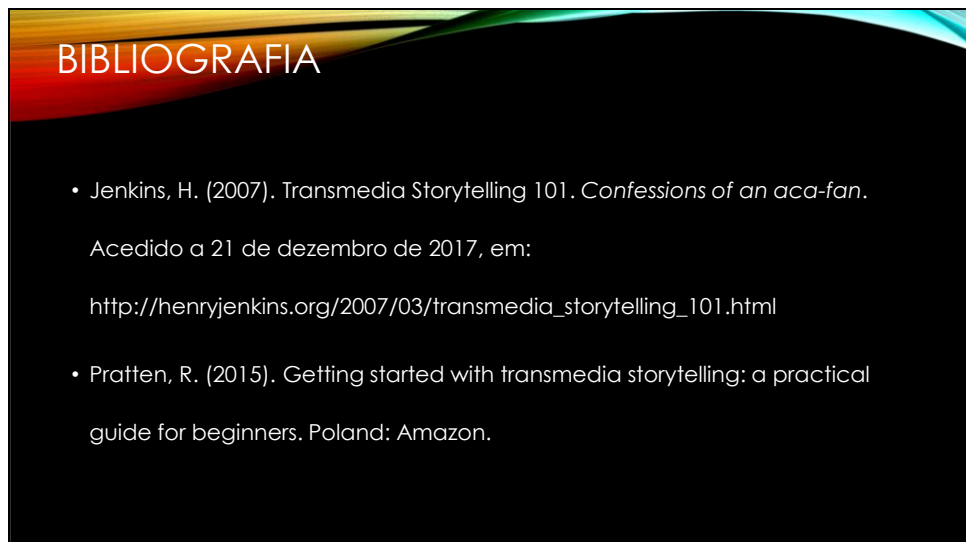 BIBLIOGRAFIA
• Jenkins, H. (2007). Transmedia Storytelling 101. Confessions of an aca-fan.
Acedido a 21 de dezembro de 2017, em:
http://henryjenkins.org/2007/03/transmedia_storytelling_101.html
• Pratten, R. (2015). Getting started with transmedia storytelling: a practical
guide for beginners. Poland: Amazon.